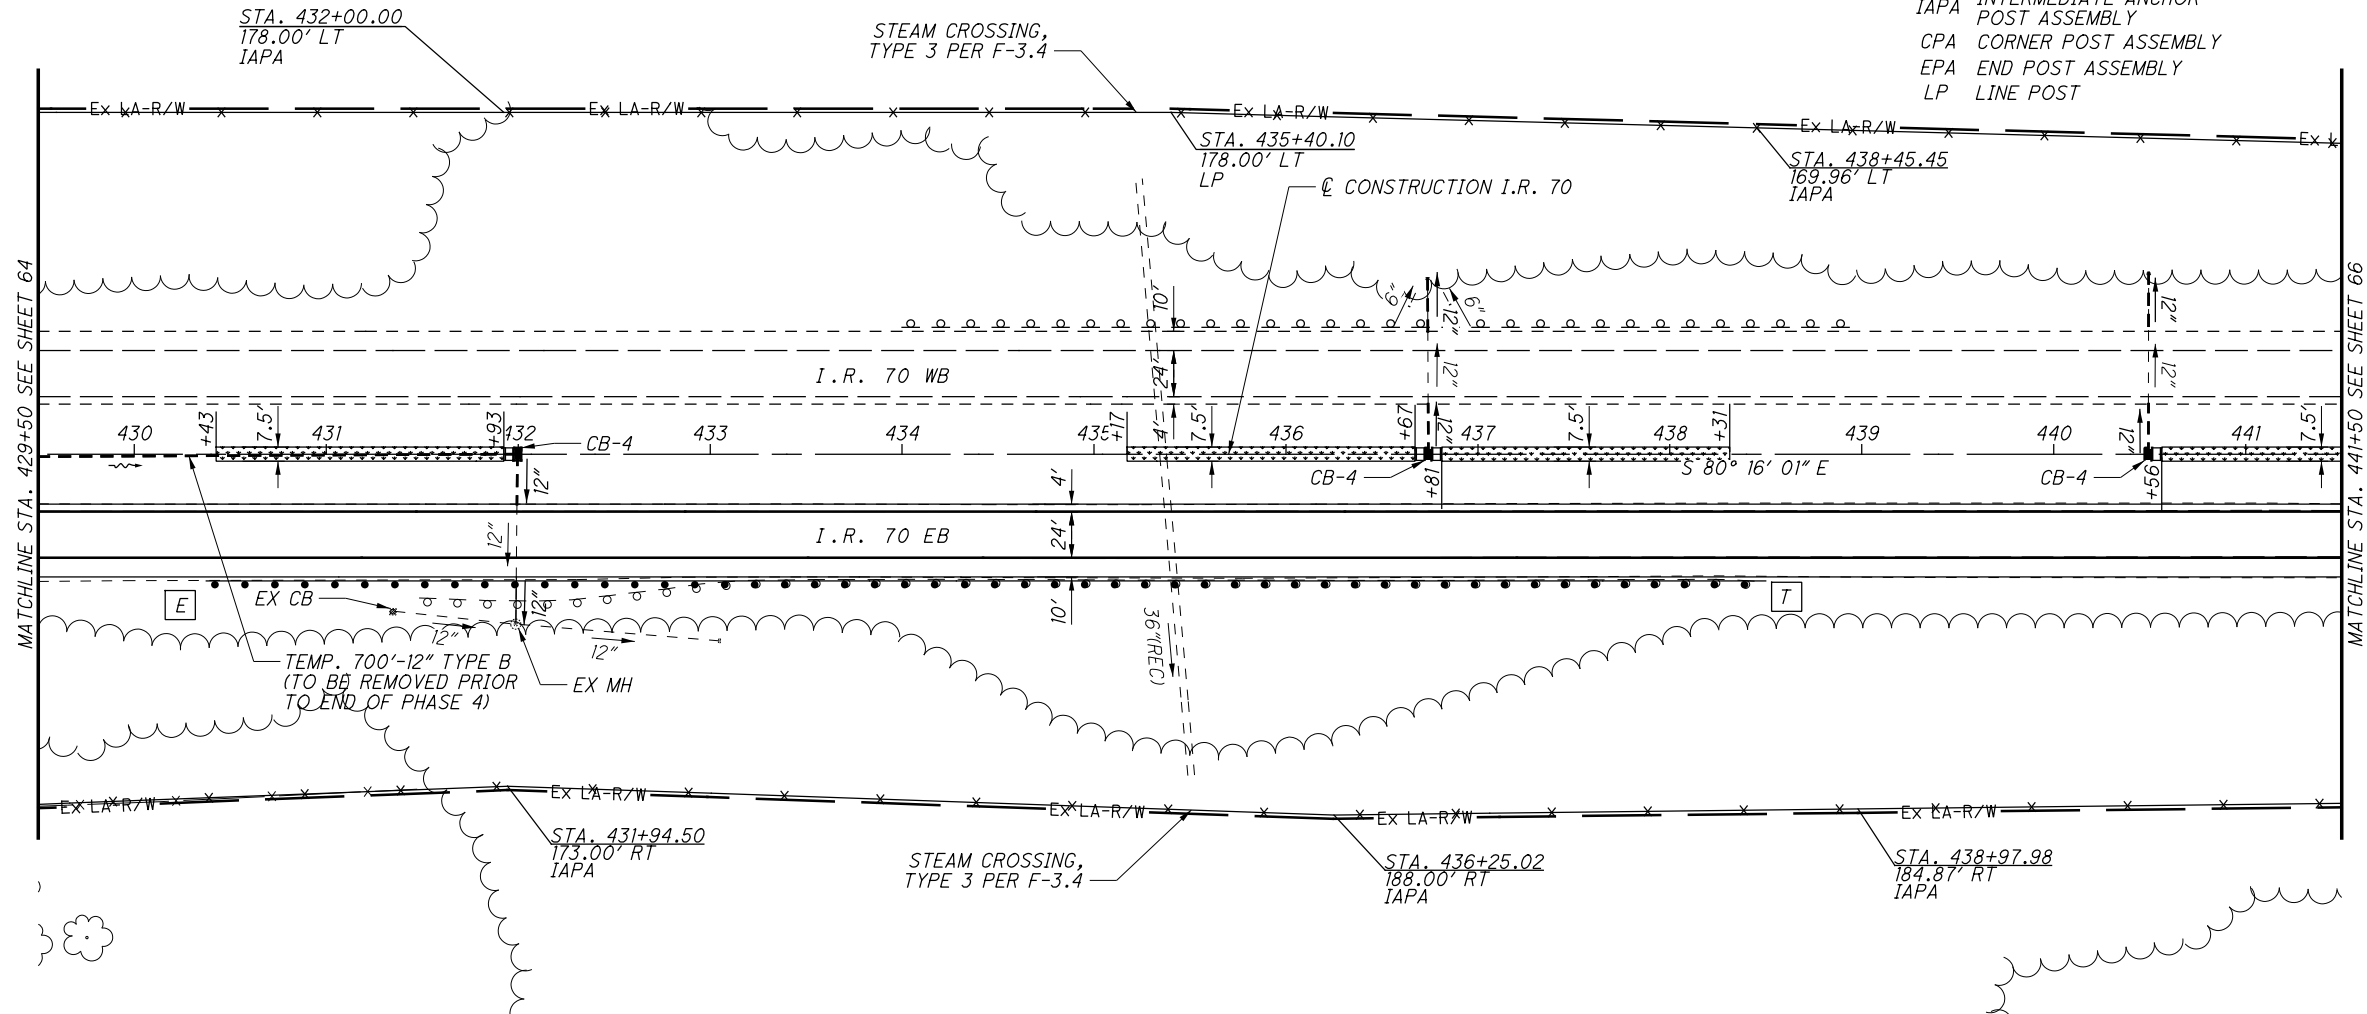 STA. 432+00.00
178.00' LT
IAPA
STEAM CROSSING,
TYPE 3 PER F-3.4
IAPA INTERMEDIATE ANCHOR
POST ASSEMBLY
CPA CORNER POST ASSEMBLY
EPA END POST ASSEMBLY
LP LINE POST
Ex LA-R/W
Ex LA-R/W
Ex LA-R/W
Ex LA-R/W
STA. 435+40.10
178.00' LT
LP
STA. 438+45.45
169.96' LT
IAPA
℄ CONSTRUCTION I.R. 70
MATCHLINE STA. 429+50 SEE SHEET 64
MATCHLINE STA. 441+50 SEE SHEET 66
10'
6"
12"
6"
12"
24'
12"
12"
I.R. 70 WB
+43
7.5'
+93
+17
4'
7.5'
+67
12"
7.5'
+31
12"
7.5'
430
431
432
433
434
435
436
437
438
439
440
441
CB-4
12"
CB-4
+81
S 80° 16' 01" E
CB-4
+56
4'
12"
I.R. 70 EB
24'
E
EX CB
12"
12"
12"
10'
36"(REC)
T
TEMP. 700'-12" TYPE B
(TO BE REMOVED PRIOR
TO END OF PHASE 4)
EX MH
Ex LA-R/W
Ex LA-R/W
Ex LA-R/W
Ex LA-R/W
Ex LA-R/W
STA. 431+94.50
173.00' RT
IAPA
STEAM CROSSING,
TYPE 3 PER F-3.4
STA. 436+25.02
188.00' RT
IAPA
STA. 438+97.98
184.87' RT
IAPA